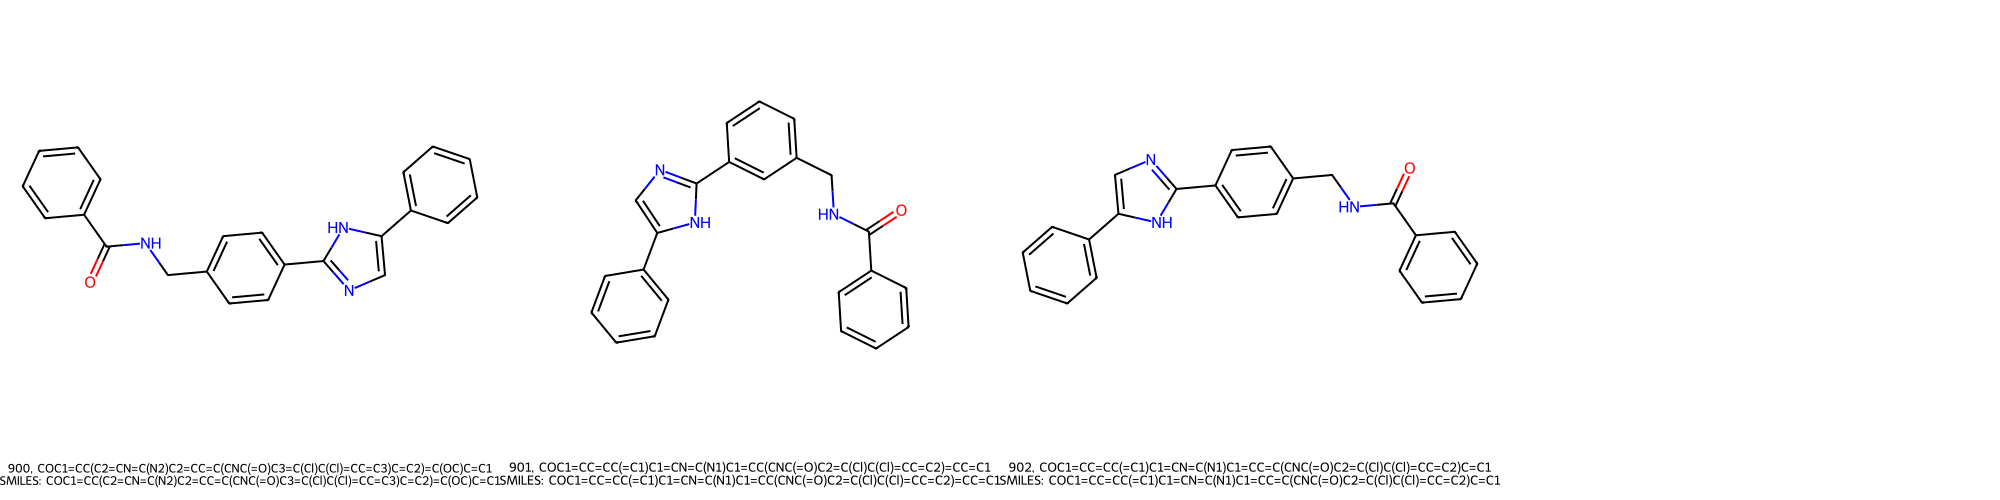 HN
O
NH
N
N
NH
HN
O
N
NH
HN
O
900, COC1=CC(C2=CN=C(N2)C2=CC=C(CNC(=O)C3=C(Cl)C(Cl)=CC=C3)C=C2)=C(OC)C=C1
SMILES: COC1=CC(C2=CN=C(N2)C2=CC=C(CNC(=O)C3=C(Cl)C(Cl)=CC=C3)C=C2)=C(OC)C=C1
901, COC1=CC=CC(=C1)C1=CN=C(N1)C1=CC(CNC(=O)C2=C(Cl)C(Cl)=CC=C2)=CC=C1
SMILES: COC1=CC=CC(=C1)C1=CN=C(N1)C1=CC(CNC(=O)C2=C(Cl)C(Cl)=CC=C2)=CC=C1
902, COC1=CC=CC(=C1)C1=CN=C(N1)C1=CC=C(CNC(=O)C2=C(Cl)C(Cl)=CC=C2)C=C1
SMILES: COC1=CC=CC(=C1)C1=CN=C(N1)C1=CC=C(CNC(=O)C2=C(Cl)C(Cl)=CC=C2)C=C1